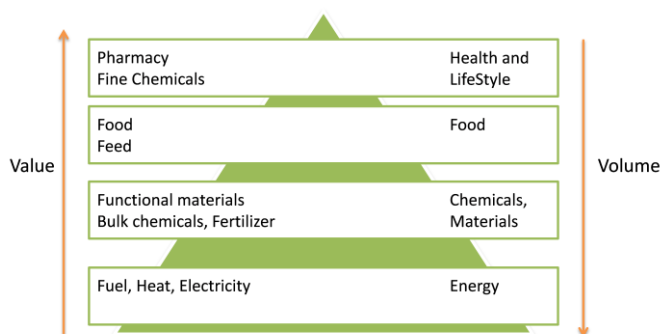 Pharmacy
Fine Chemicals
Health and
LifeStyle
Food
Feed
Food
Value
Volume
Functional materials
Bulk chemicals, Fertilizer
Chemicals,
Materials
Fuel, Heat, Electricity
Energy